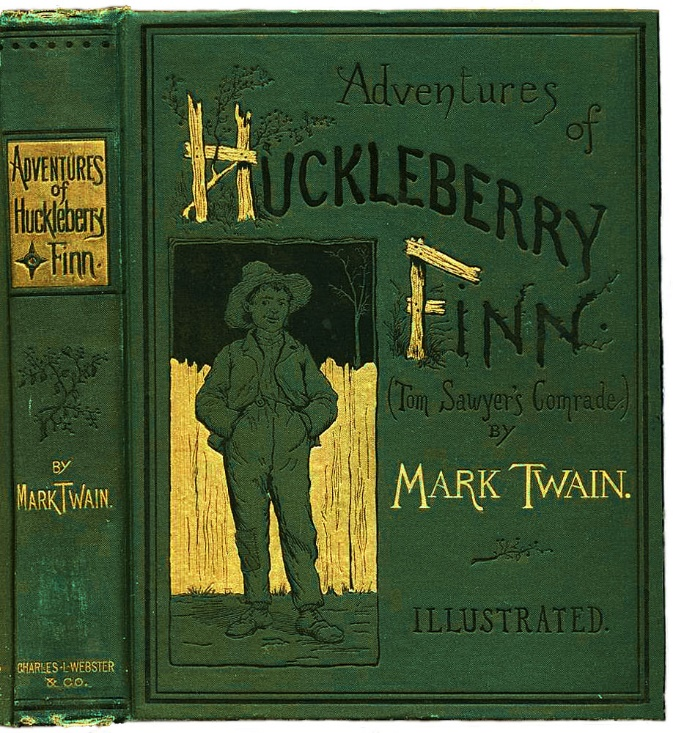 ADVENTURES
of
Huckleberry
Finn.
BY
MARK TWAIN.
CHARLES·L·WEBSTER
& CO.
Adventures
of
HUCKLEBERRY
FINN.
(Tom Sawyer's Comrade.)
BY
MARK TWAIN.
ILLUSTRATED.